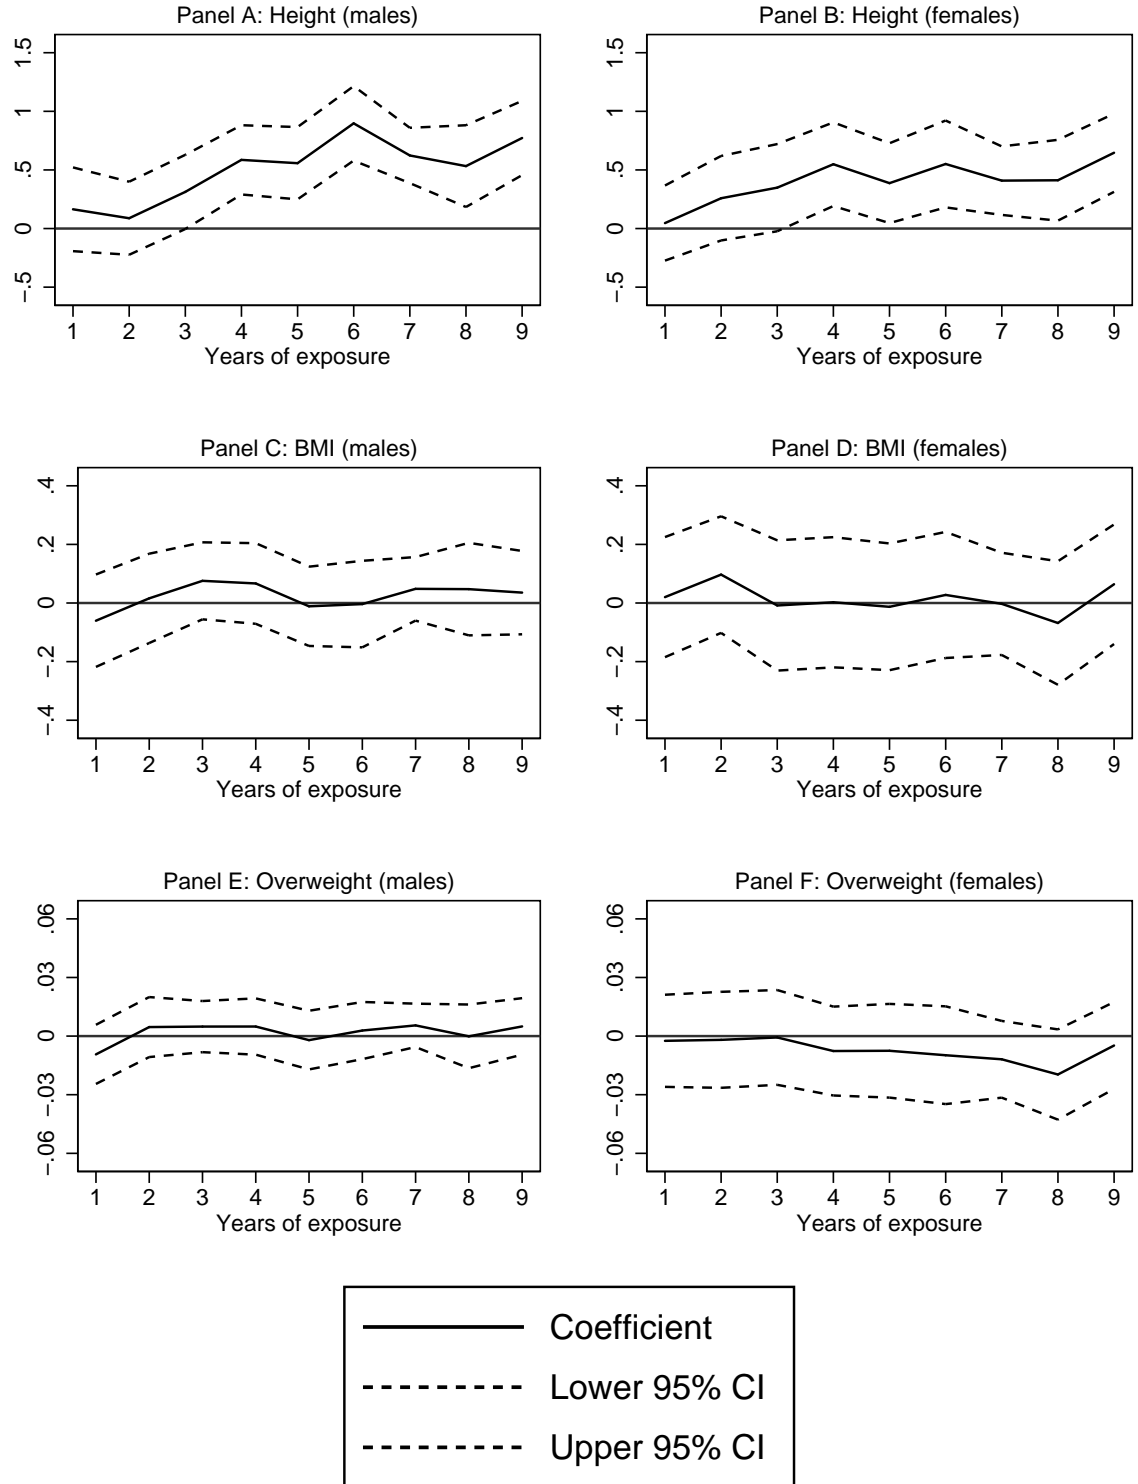 Panel A: Height (males)
1.5
1
.5
0
−.5
1 2 3 4 5 6 7 8 9
Years of exposure
Panel B: Height (females)
1.5
1
.5
0
−.5
1 2 3 4 5 6 7 8 9
Years of exposure
Panel C: BMI (males)
.4
.2
0
−.2
−.4
1 2 3 4 5 6 7 8 9
Years of exposure
Panel D: BMI (females)
.4
.2
0
−.2
−.4
1 2 3 4 5 6 7 8 9
Years of exposure
Panel E: Overweight (males)
.06
.03
0
−.03
−.06
1 2 3 4 5 6 7 8 9
Years of exposure
Panel F: Overweight (females)
.06
.03
0
−.03
−.06
1 2 3 4 5 6 7 8 9
Years of exposure
Coefficient
Lower 95% CI
Upper 95% CI